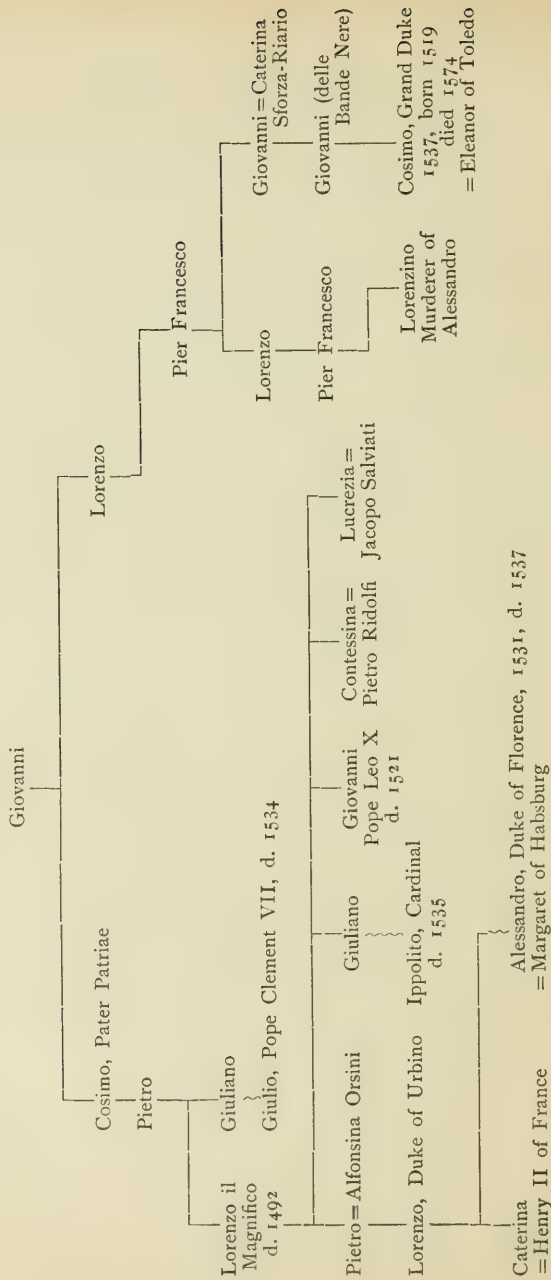 Giovanni
Cosimo, Pater Patriae
Lorenzo
Pietro
Pier Francesco
Lorenzo il
Magnifico
d. 1492
Giuliano
Giulio, Pope Clement VII, d. 1534
Lorenzo
Giovanni = Caterina
Sforza-Riario
Pietro = Alfonsina Orsini
Giuliano
Giovanni
Pope Leo X
d. 1521
Contessina =
Pietro Ridolfi
Lucrezia =
Jacopo Salviati
Pier Francesco
Giovanni (delle
Bande Nere)
Lorenzo, Duke of Urbino
Ippolito, Cardinal
d. 1535
Lorenzino
Murderer of
Alessandro
Cosimo, Grand Duke
1537, born 1519
died 1574
= Eleanor of Toledo
Caterina
= Henry II of France
Alessandro, Duke of Florence, 1531, d. 1537
= Margaret of Habsburg